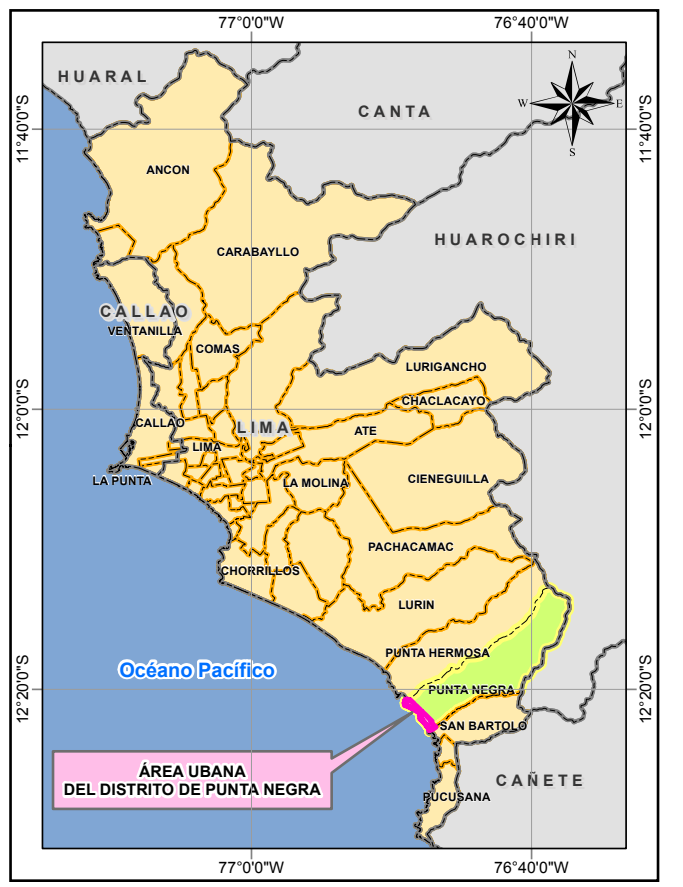 77°0'0"W
76°40'0"W
HUARAL
N
CANTA
W
E
11°40'0"S
11°40'0"S
S
ANCON
HUAROCHIRI
CARABAYLLO
CALLAO
VENTANILLA
COMAS
LURIGANCHO
CHACLACAYO
12°0'0"S
12°0'0"S
CALLAO
LIMA
ATE
LIMA
LA PUNTA
LA MOLINA
CIENEGUILLA
PACHACAMAC
CHORRILLOS
LURIN
PUNTA HERMOSA
Océano Pacífico
12°20'0"S
PUNTA NEGRA
12°20'0"S
SAN BARTOLO
ÁREA UBANA
DEL DISTRITO DE PUNTA NEGRA
CAÑETE
PUCUSANA
77°0'0"W
76°40'0"W